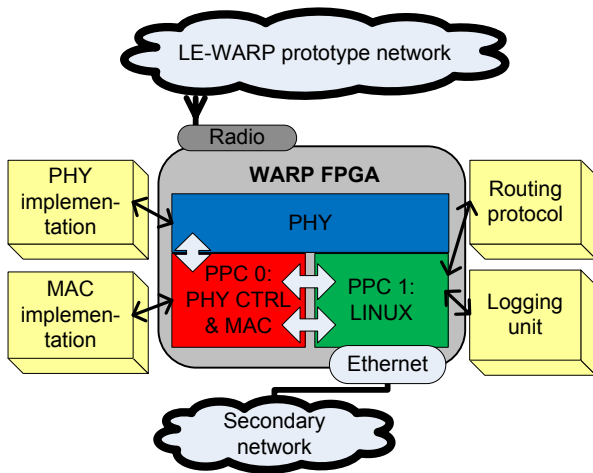 LE-WARP prototype network
Radio
WARP FPGA
PHY
implemen-
tation
PHY
Routing
protocol
MAC
implemen-
tation
PPC 0:
PHY CTRL
& MAC
PPC 1:
LINUX
Logging
unit
Ethernet
Secondary
network